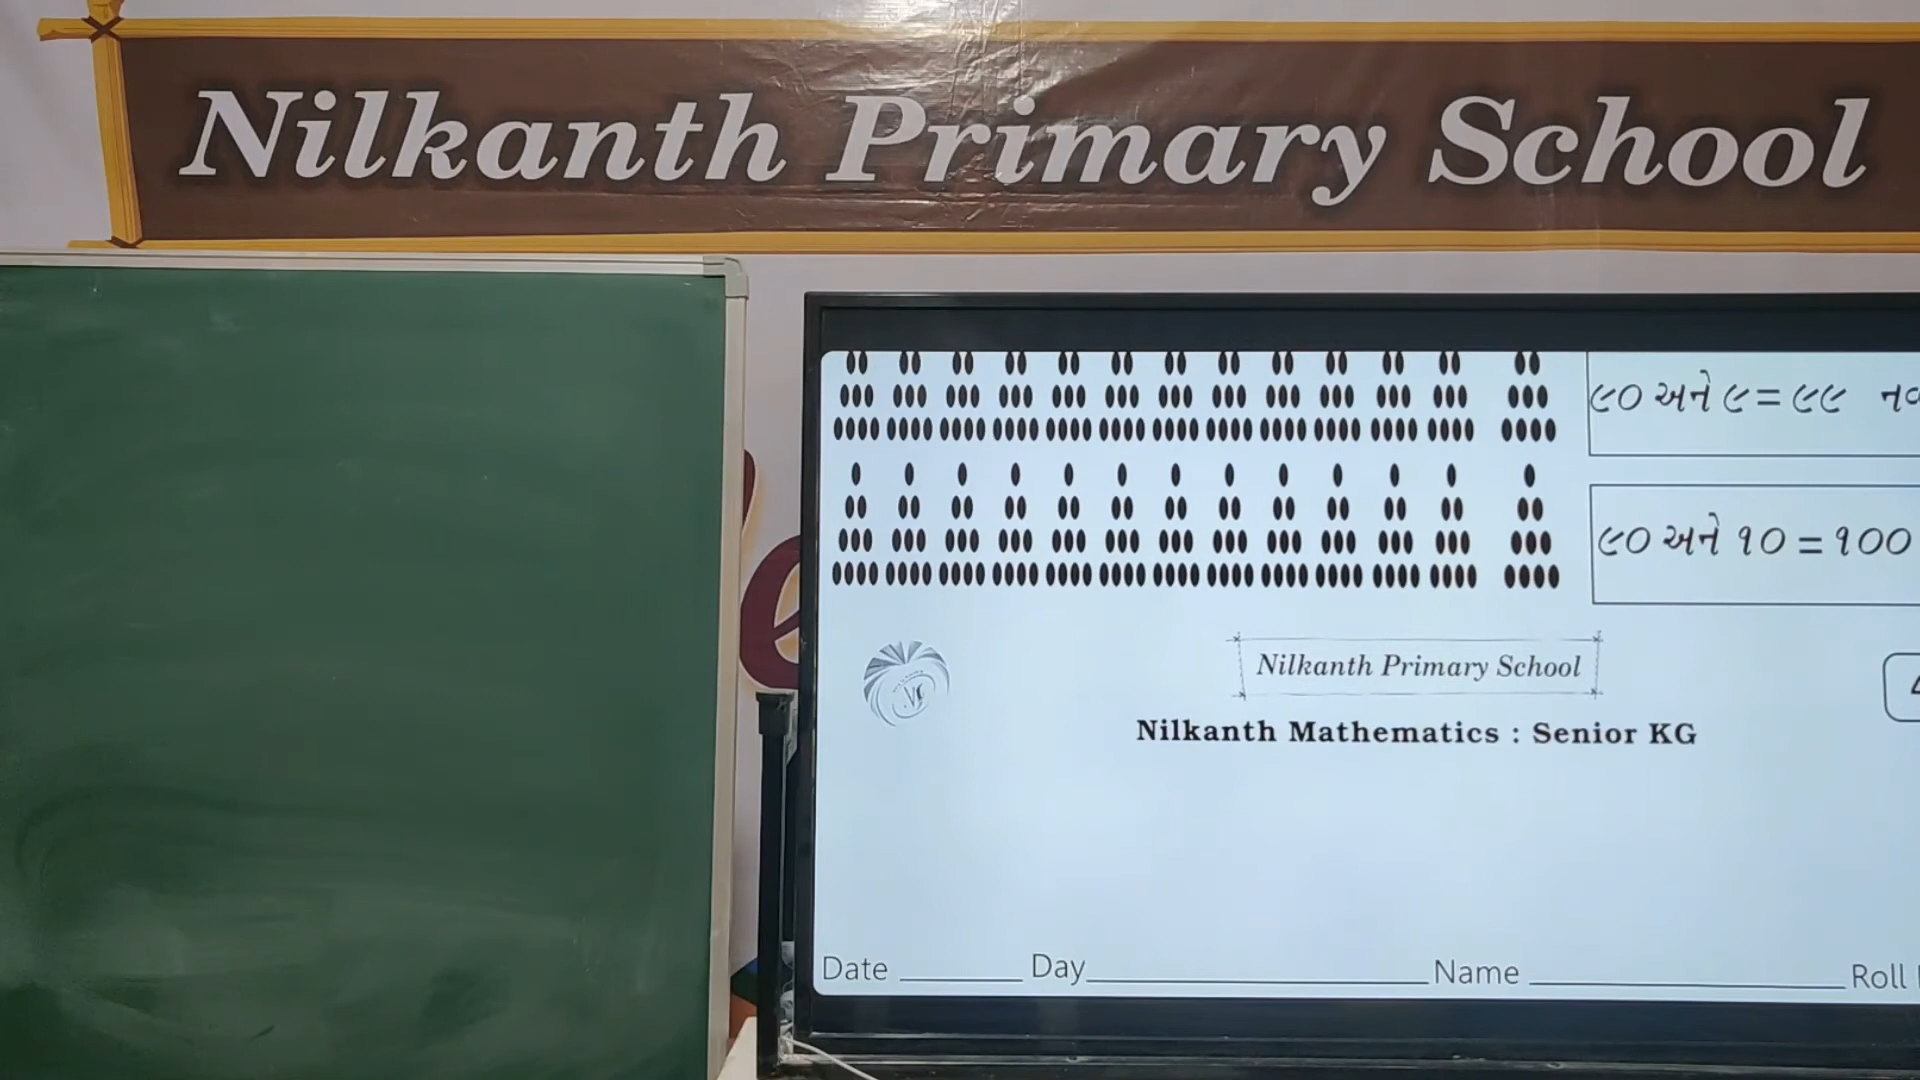 Nilkanth Primary School
૯૦ અને ૯ = ૯૯
૯૦ અને ૧૦ = ૧૦૦
Nilkanth Primary School
Nilkanth Mathematics : Senior KG
Date Day Name Roll